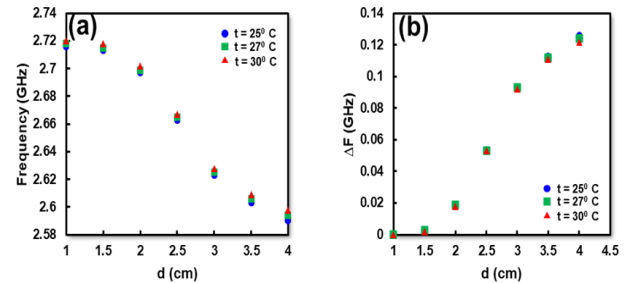 (a)
t = 25⁰ C
t = 27⁰ C
t = 30⁰ C
Frequency (GHz)
2.74
2.72
2.7
2.68
2.66
2.64
2.62
2.6
2.58
1 1.5 2 2.5 3 3.5 4
d (cm)
(b)
ΔF (GHz)
0.14
0.12
0.1
0.08
0.06
0.04
0.02
0
t = 25⁰ C
t = 27⁰ C
t = 30⁰ C
1 1.5 2 2.5 3 3.5 4 4.5
d (cm)